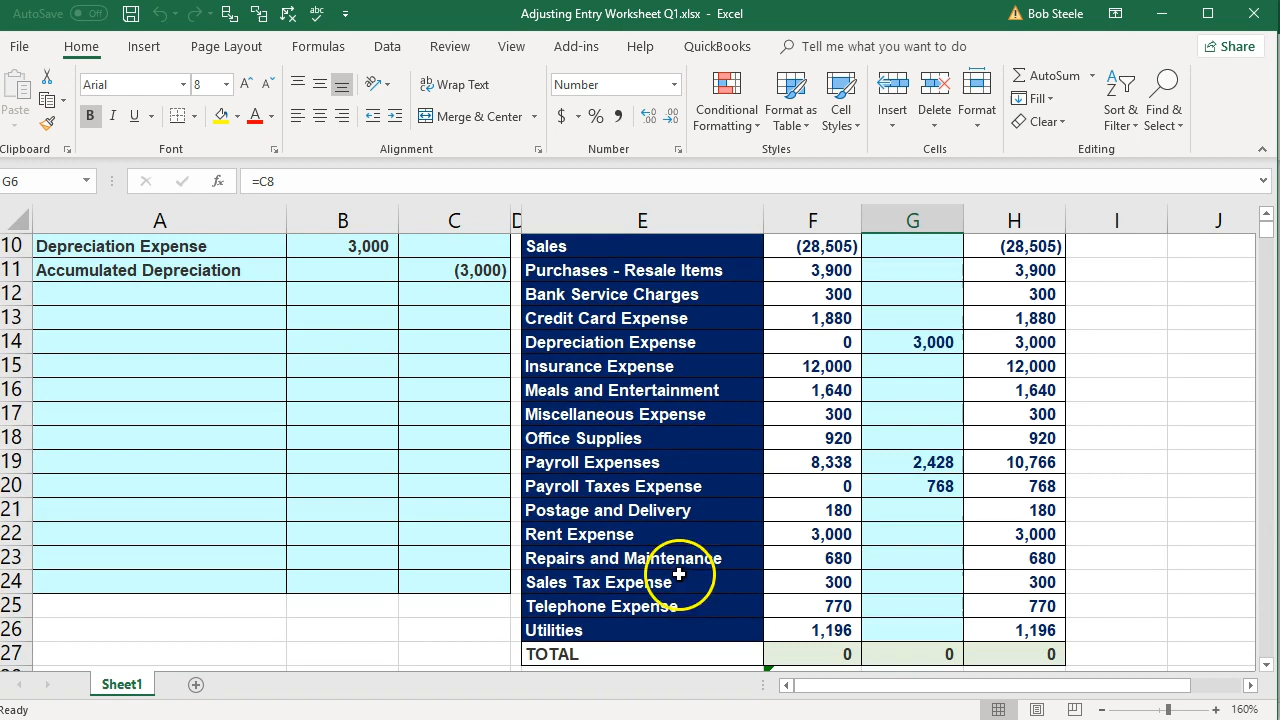 AutoSave Off abc Adjusting Entry Worksheet Q1.xlsx - Excel Bob Steele
File Home Insert Page Layout Formulas Data Review View Add-ins Help QuickBooks Tell me what you want to do Share
Paste Arial 8 A A ab Wrap Text Number Conditional Formatting Format as Table Cell Styles Insert Delete Format AutoSum Sort & Filter Find & Select
B I U A Merge & Center $ % , Fill Clear
Clipboard Font Alignment Number Styles Cells Editing
G6 fx =C8
A B C D E F G H I J
10 Depreciation Expense 3,000 Sales (28,505) (28,505)
11 Accumulated Depreciation (3,000) Purchases - Resale Items 3,900 3,900
12 Bank Service Charges 300 300
13 Credit Card Expense 1,880 1,880
14 Depreciation Expense 0 3,000 3,000
15 Insurance Expense 12,000 12,000
16 Meals and Entertainment 1,640 1,640
17 Miscellaneous Expense 300 300
18 Office Supplies 920 920
19 Payroll Expenses 8,338 2,428 10,766
20 Payroll Taxes Expense 0 768 768
21 Postage and Delivery 180 180
22 Rent Expense 3,000 3,000
23 Repairs and Maintenance 680 680
24 Sales Tax Expense 300 300
25 Telephone Expense 770 770
26 Utilities 1,196 1,196
27 TOTAL 0 0 0
Sheet1
Ready 160%